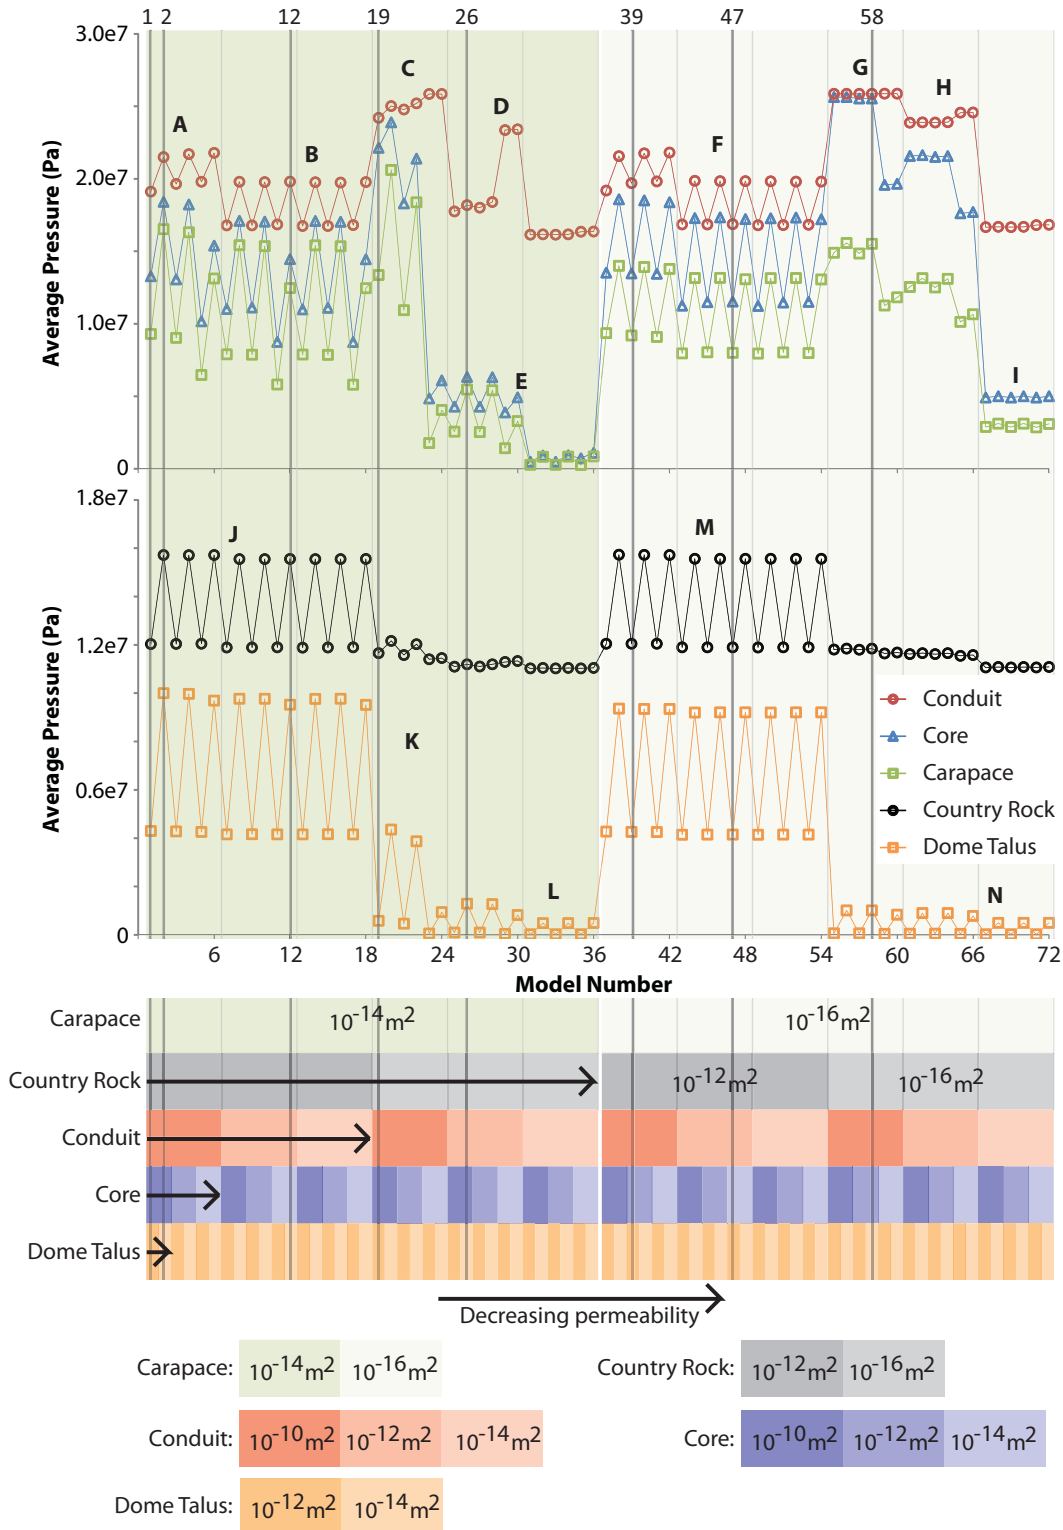 1 2 12 19 26 39 47 58
3.0e7
2.0e7
1.0e7
0
Average Pressure (Pa)
A
B
C
D
E
F
G
H
I
1.8e7
1.2e7
0.6e7
0
Average Pressure (Pa)
J
K
L
M
N
Conduit
Core
Carapace
Country Rock
Dome Talus
6 12 18 24 30 36 42 48 54 60 66 72
Model Number
Carapace 10-14m2 10-16m2
Country Rock 10-12m2 10-16m2
Conduit
Core
Dome Talus
Decreasing permeability
Carapace: 10-14m2 10-16m2
Country Rock: 10-12m2 10-16m2
Conduit: 10-10m2 10-12m2 10-14m2
Core: 10-10m2 10-12m2 10-14m2
Dome Talus: 10-12m2 10-14m2